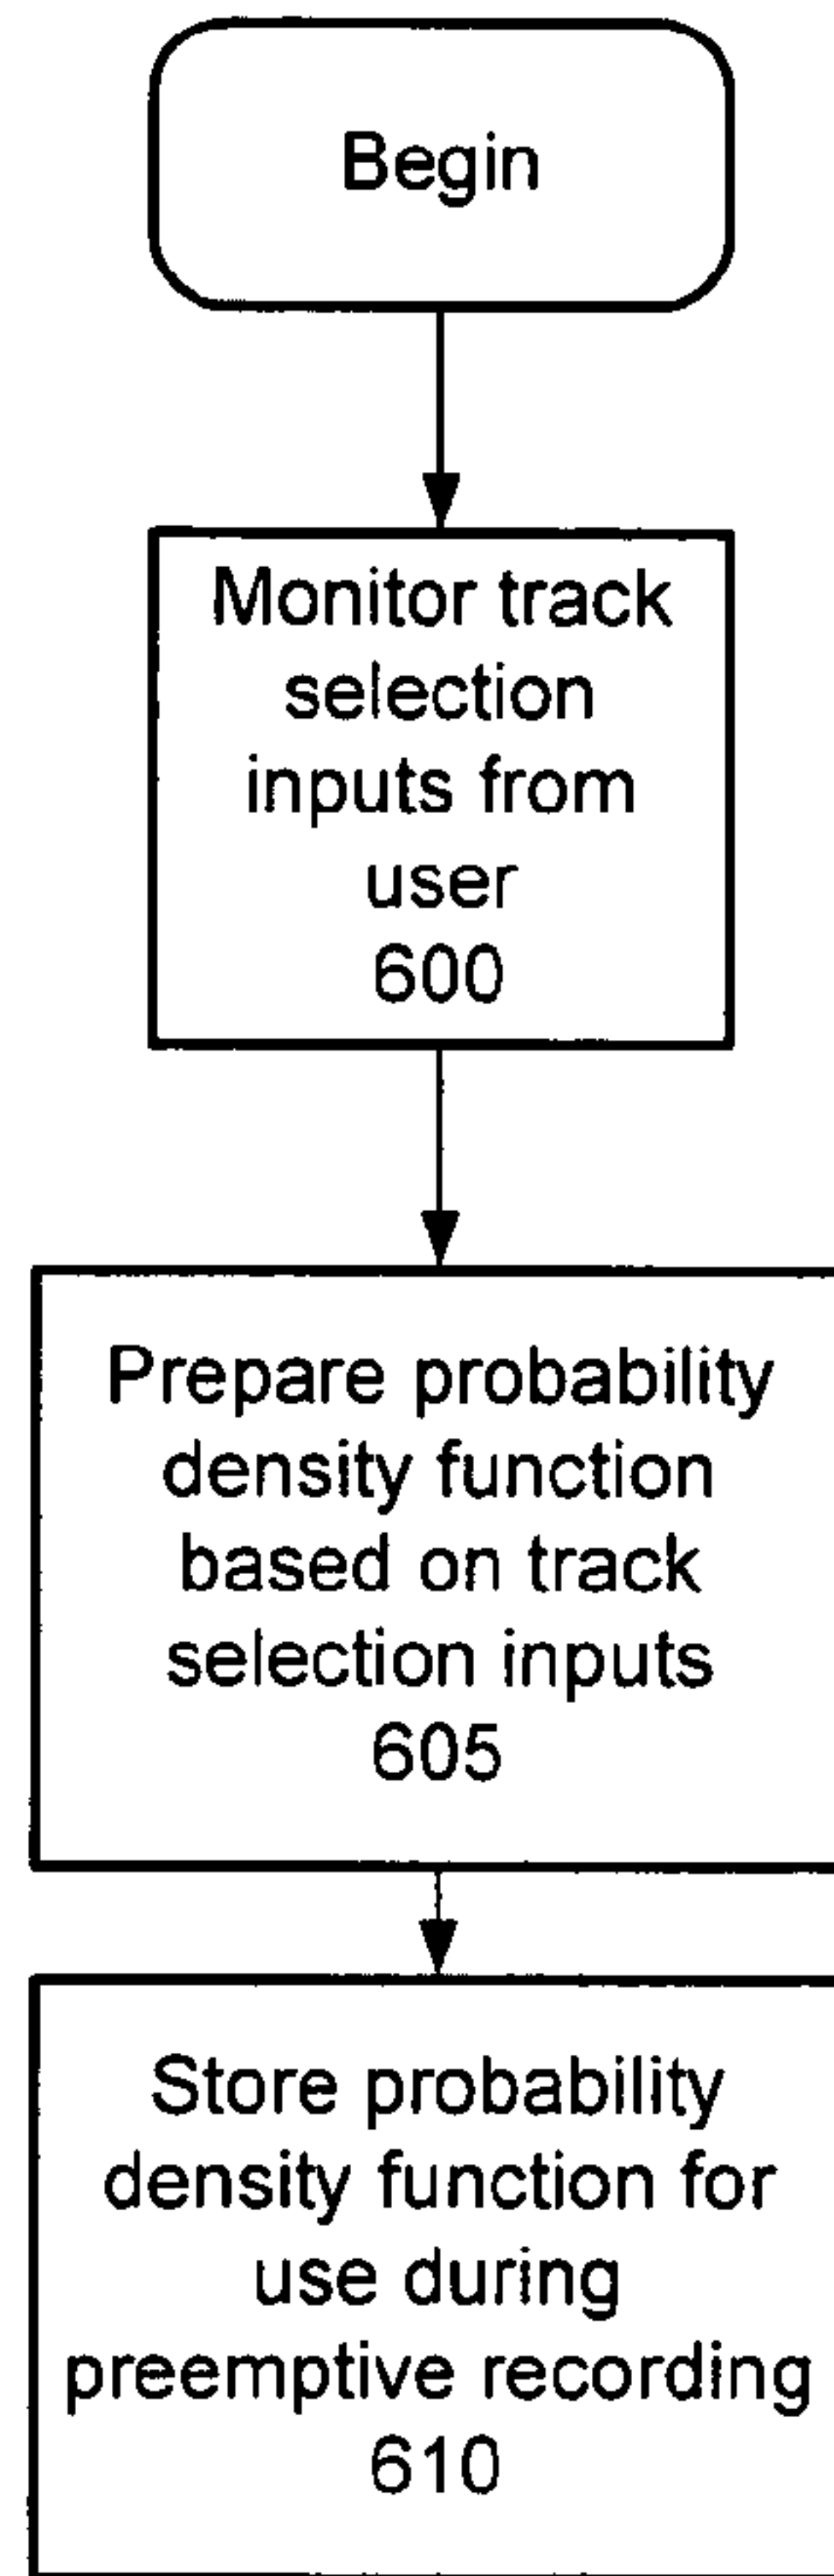 Begin
Monitor track
selection
inputs from
user
600
Prepare probability
density function
based on track
selection inputs
605
Store probability
density function for
use during
preemptive recording
610